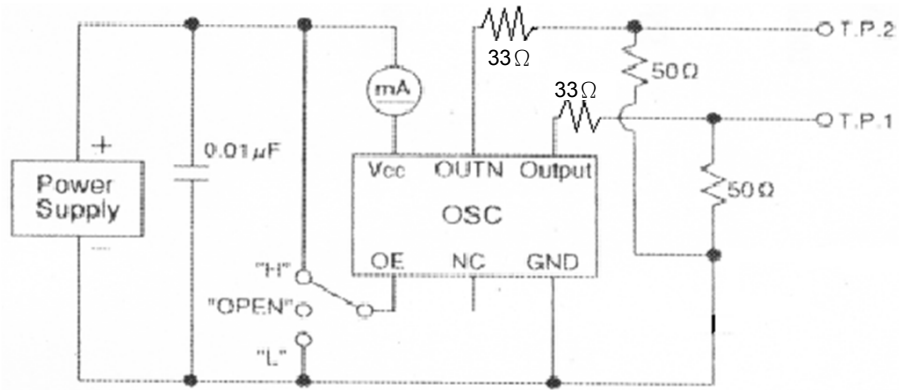 33Ω
T.P.2
50Ω
mA
33Ω
T.P.1
+
0.01μF
Vcc OUTN Output
Power
Supply
50Ω
OSC
−
OE NC GND
"H"
"OPEN"
"L"